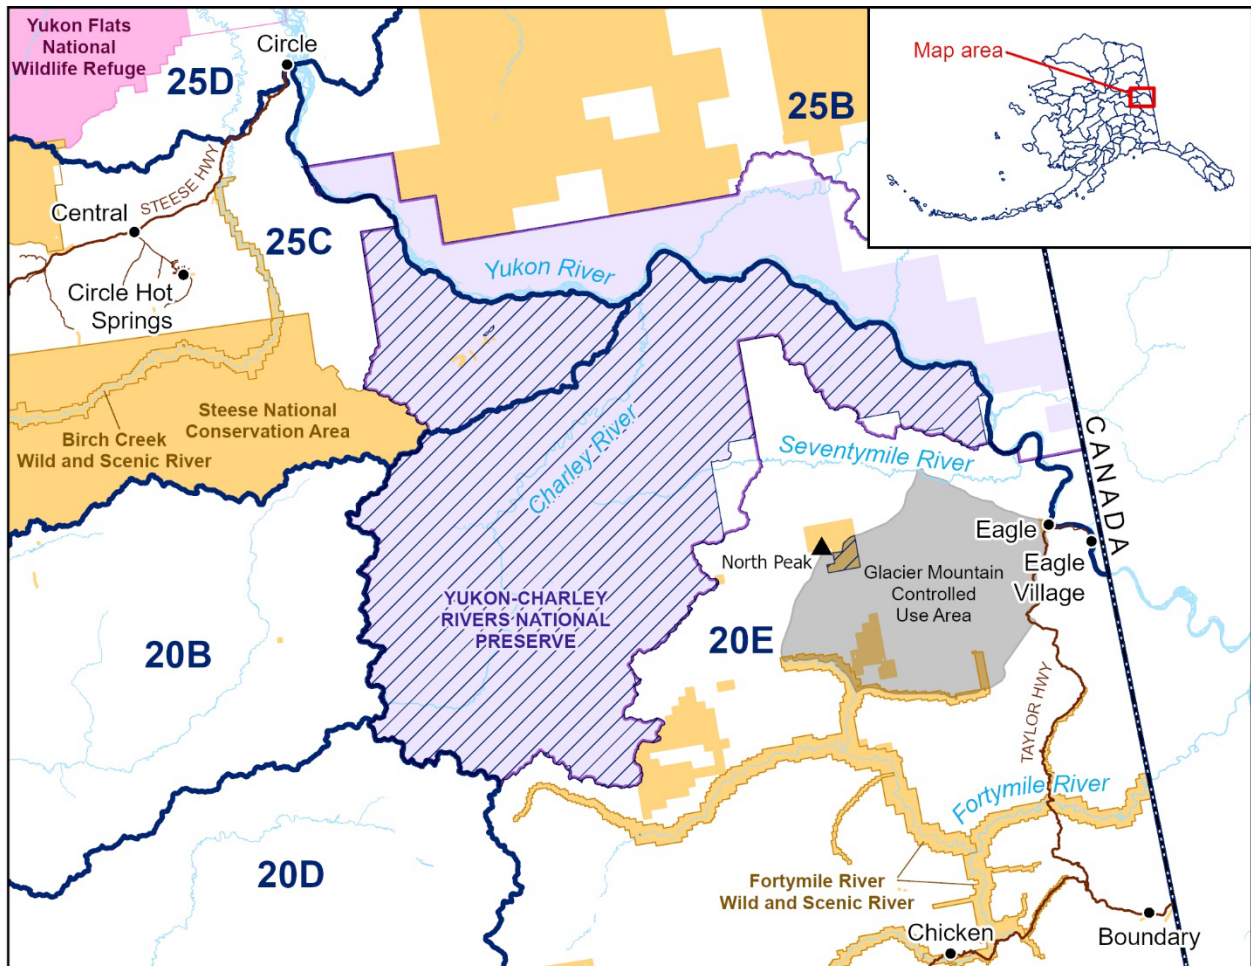 Yukon Flats
National
Wildlife Refuge
Circle
25D
25B
Map area
STEESE HWY
Central
25C
Circle Hot
Springs
Yukon River
Steese National
Conservation Area
Birch Creek
Wild and Scenic River
Charley River
Seventymile River
CANADA
Eagle
Eagle
Village
North Peak
Glacier Mountain
Controlled
Use Area
YUKON-CHARLEY
RIVERS NATIONAL
PRESERVE
20B
20E
TAYLOR HWY
Fortymile River
20D
Fortymile River
Wild and Scenic River
Chicken
Boundary